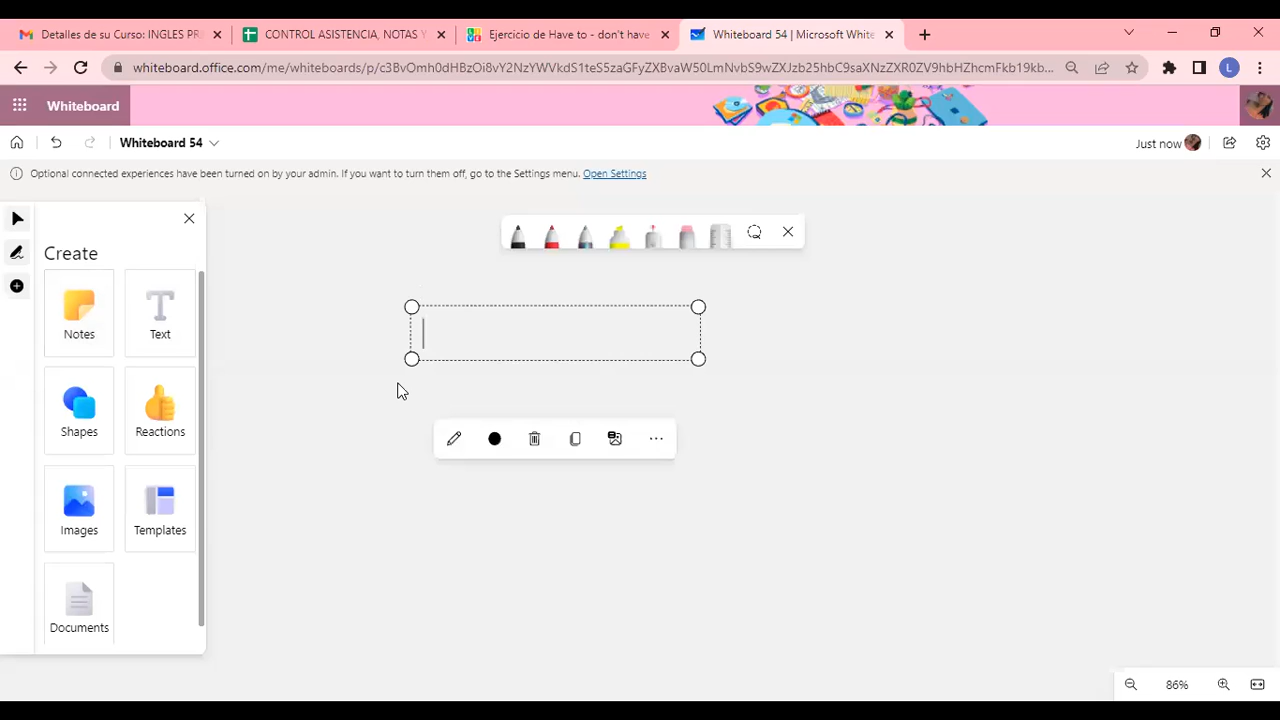 Detalles de su Curso: INGLES PR
CONTROL ASISTENCIA, NOTAS Y
Ejercicio de Have to - don't have
Whiteboard 54 | Microsoft White
whiteboard.office.com/me/whiteboards/p/c3BvOmh0dHBzOi8vY2NzYWVkdS1teS5zaGFyZXBvaW50LmNvbS9wZXJzb25hbC9saXNzZXR0ZV9hbHZhcmFkb19kb...
L
Whiteboard
Whiteboard 54
Just now
Optional connected experiences have been turned on by your admin. If you want to turn them off, go to the Settings menu. Open Settings
Create
Notes
Text
Shapes
Reactions
Images
Templates
Documents
86%